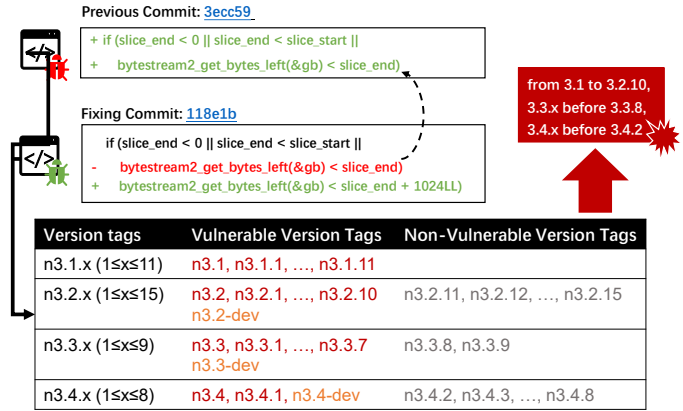 Previous Commit: 3ecc59
+ if (slice_end < 0 || slice_end < slice_start ||
+ bytestream2_get_bytes_left(&gb) < slice_end)
from 3.1 to 3.2.10,
3.3.x before 3.3.8,
3.4.x before 3.4.2
Fixing Commit: 118e1b
if (slice_end < 0 || slice_end < slice_start ||
- bytestream2_get_bytes_left(&gb) < slice_end)
+ bytestream2_get_bytes_left(&gb) < slice_end + 1024LL)
</>
</>
Version tags Vulnerable Version Tags Non-Vulnerable Version Tags
n3.1.x (1≤x≤11) n3.1, n3.1.1, …, n3.1.11
n3.2.x (1≤x≤15) n3.2, n3.2.1, …, n3.2.10 n3.2.11, n3.2.12, …, n3.2.15
n3.2-dev
n3.3.x (1≤x≤9) n3.3, n3.3.1, …, n3.3.7 n3.3.8, n3.3.9
n3.3-dev
n3.4.x (1≤x≤8) n3.4, n3.4.1, n3.4-dev n3.4.2, n3.4.3, …, n3.4.8